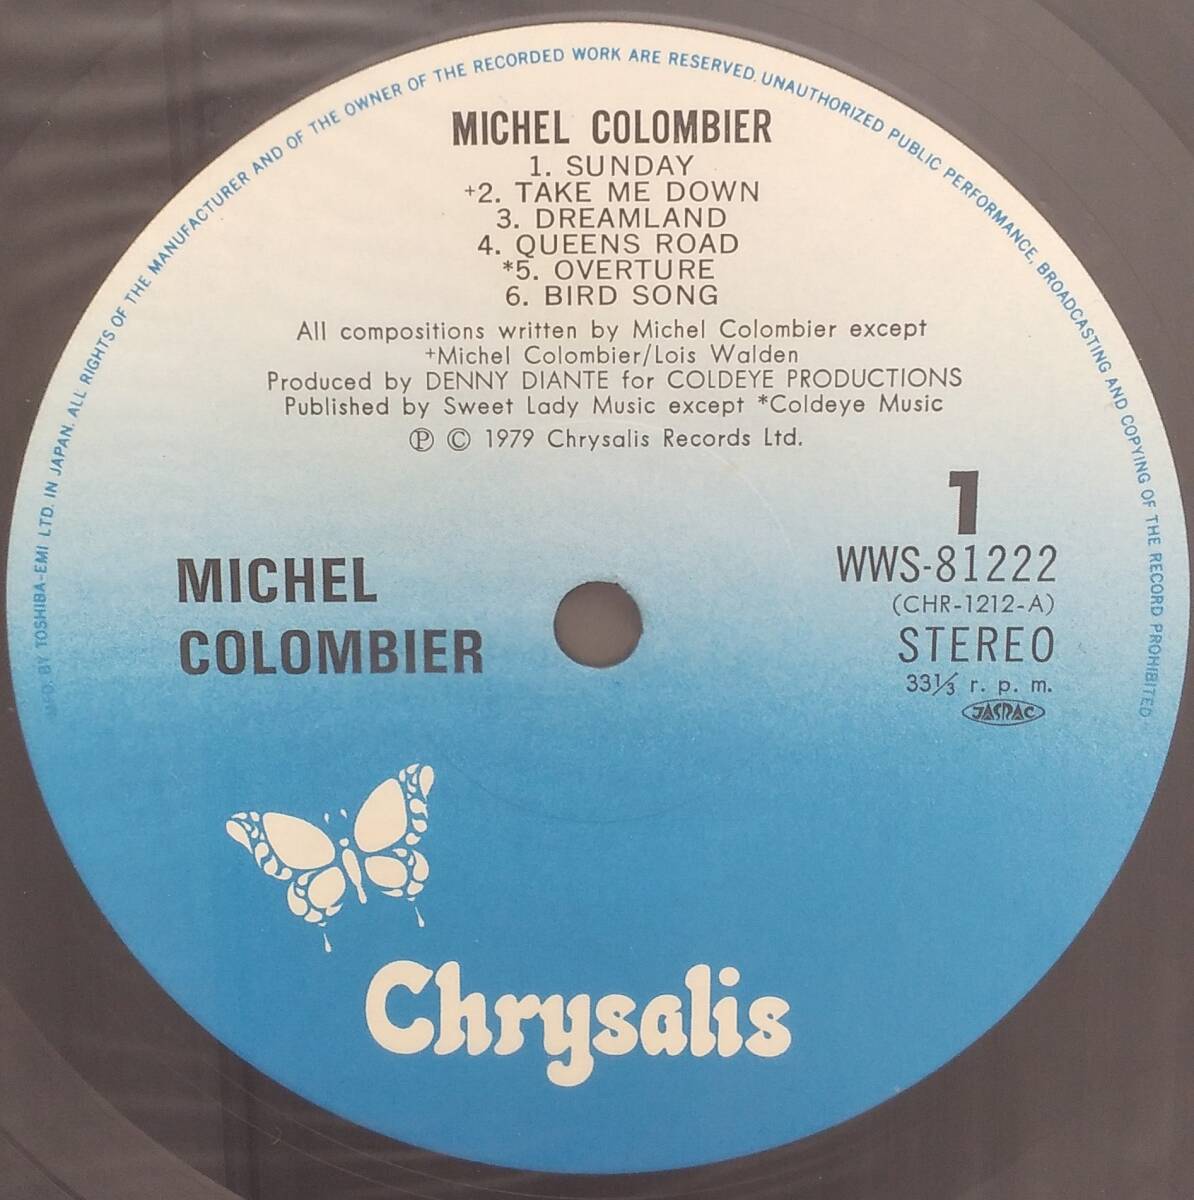 MFD. BY TOSHIBA-EMI LTD. IN JAPAN. ALL RIGHTS OF THE MANUFACTURER AND OF THE OWNER OF THE RECORDED WORK ARE RESERVED. UNAUTHORIZED PUBLIC PERFORMANCE, BROADCASTING AND COPYING OF THE RECORD PROHIBITED
MICHEL COLOMBIER
1. SUNDAY
+2. TAKE ME DOWN
3. DREAMLAND
4. QUEENS ROAD
*5. OVERTURE
6. BIRD SONG
All compositions written by Michel Colombier except
+Michel Colombier/Lois Walden
Produced by DENNY DIANTE for COLDEYE PRODUCTIONS
Published by Sweet Lady Music except *Coldeye Music
Ⓟ © 1979 Chrysalis Records Ltd.
1
WWS-81222
(CHR-1212-A)
STEREO
33⅓ r. p. m.
JASRAC
MICHEL
COLOMBIER
Chrysalis